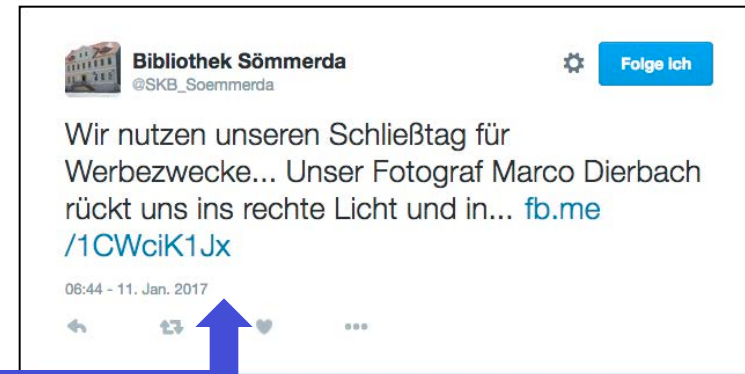 Bibliothek Sömmerda
@SKB_Soemmerda
Folge ich
Wir nutzen unseren Schließtag für
Werbezwecke... Unser Fotograf Marco Dierbach
rückt uns ins rechte Licht und in... fb.me
/1CWciK1Jx
06:44 - 11. Jan. 2017